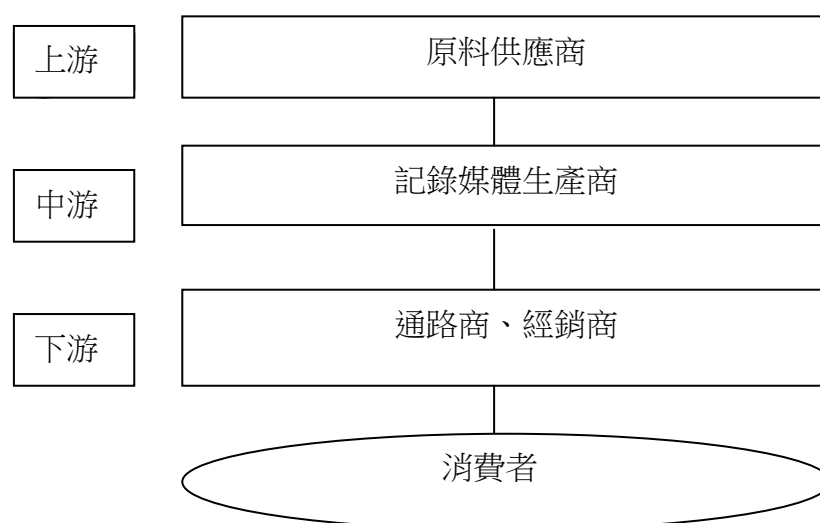 上游
原料供應商
中游
記錄媒體生產商
下游
通路商、經銷商
消費者